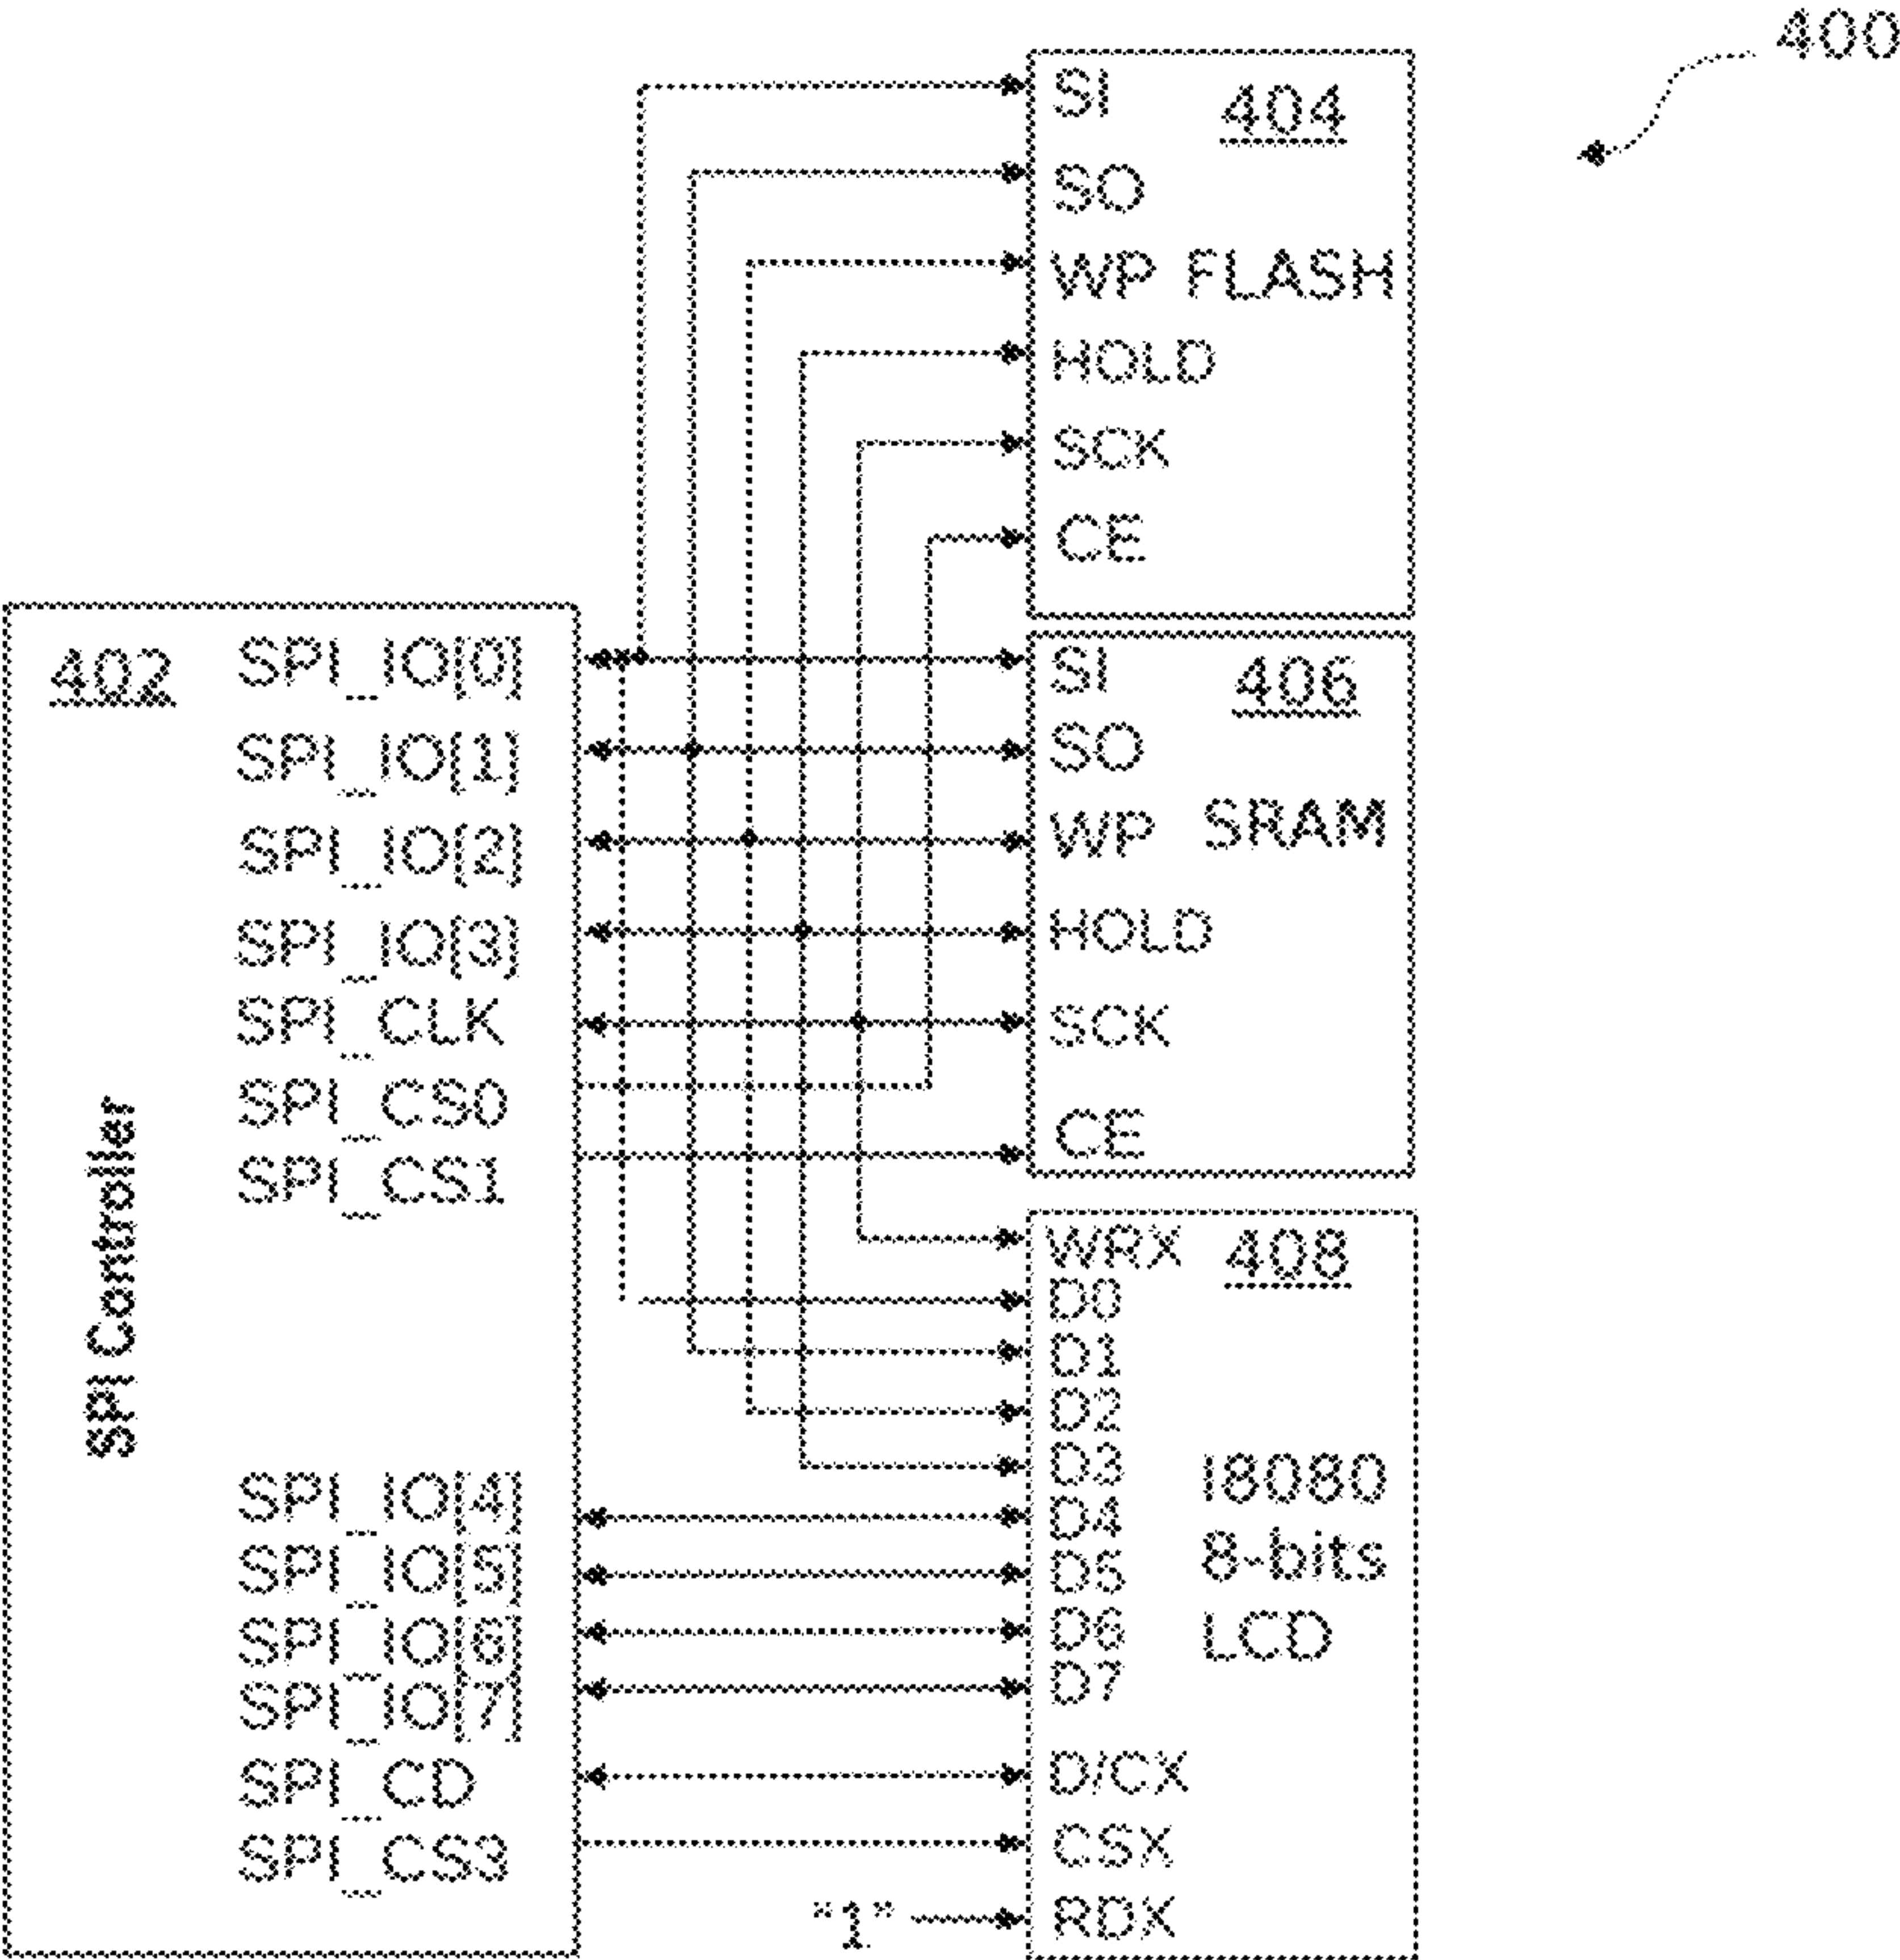 400
404
SI
SO
WP FLASH
HOLD
SCK
CE
402
SPI Controller
SPI_IO[0]
SPI_IO[1]
SPI_IO[2]
SPI_IO[3]
SPI_CLK
SPI_CS0
SPI_CS1
SPI_IO[4]
SPI_IO[5]
SPI_IO[6]
SPI_IO[7]
SPI_CD
SPI_CS3
406
SI
SO
WP SRAM
HOLD
SCK
CE
WRX 408
D0
D1
D2
D3
D4
D5
D6
D7
I8080
8-bits
LCD
D/CX
CSX
"1" RDX